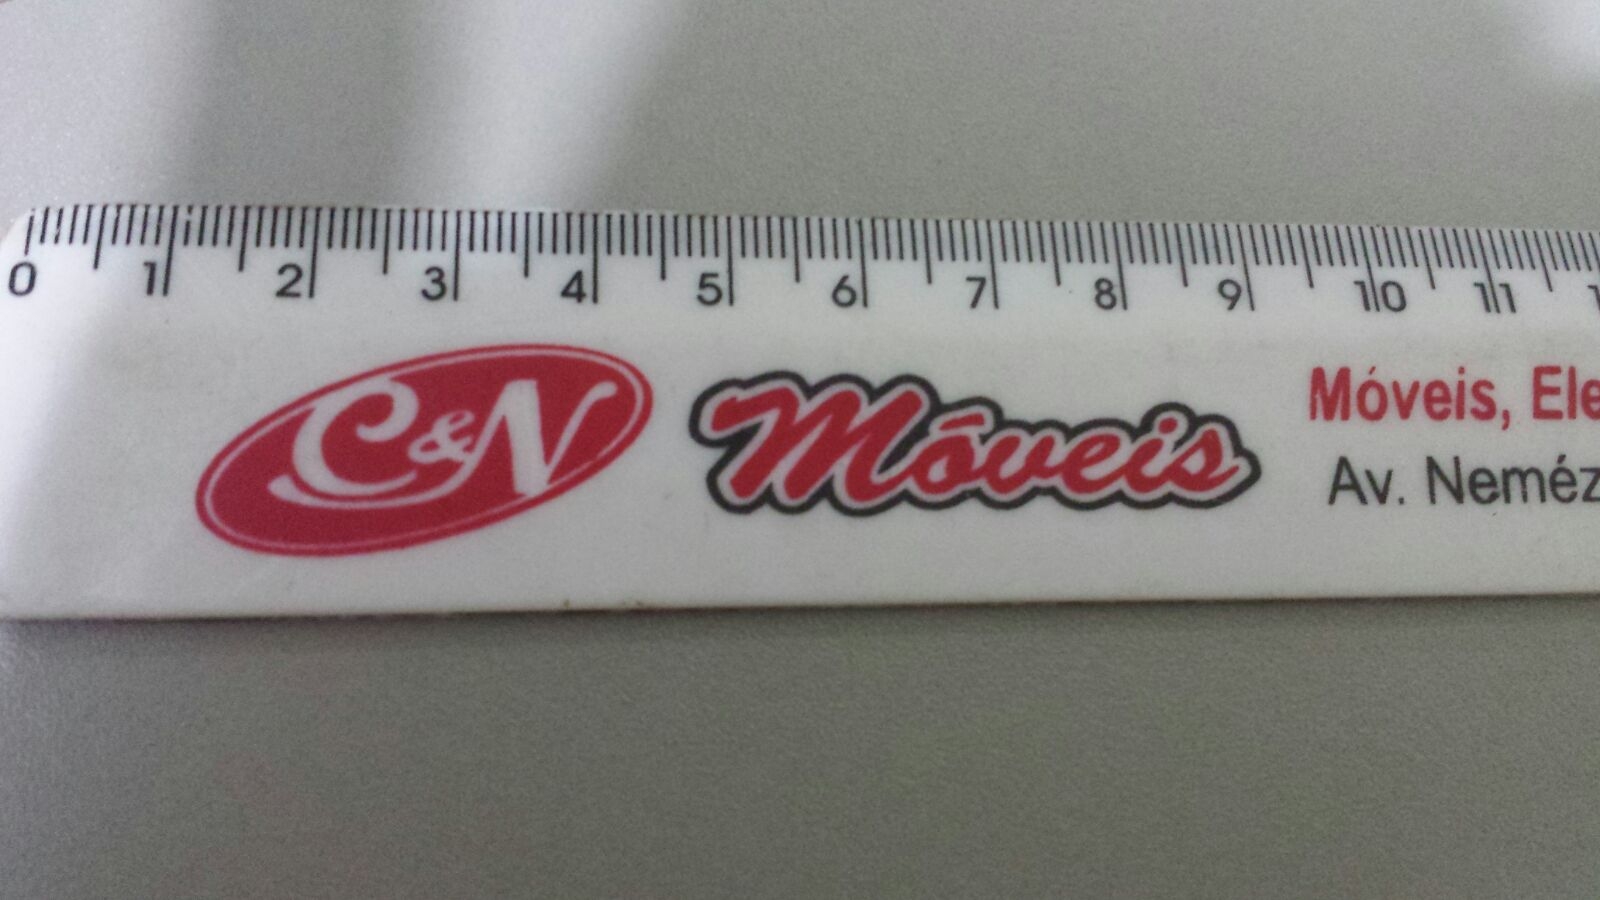 0 1 2 3 4 5 6 7 8 9 10 11
C&N Móveis
Móveis,
Av.